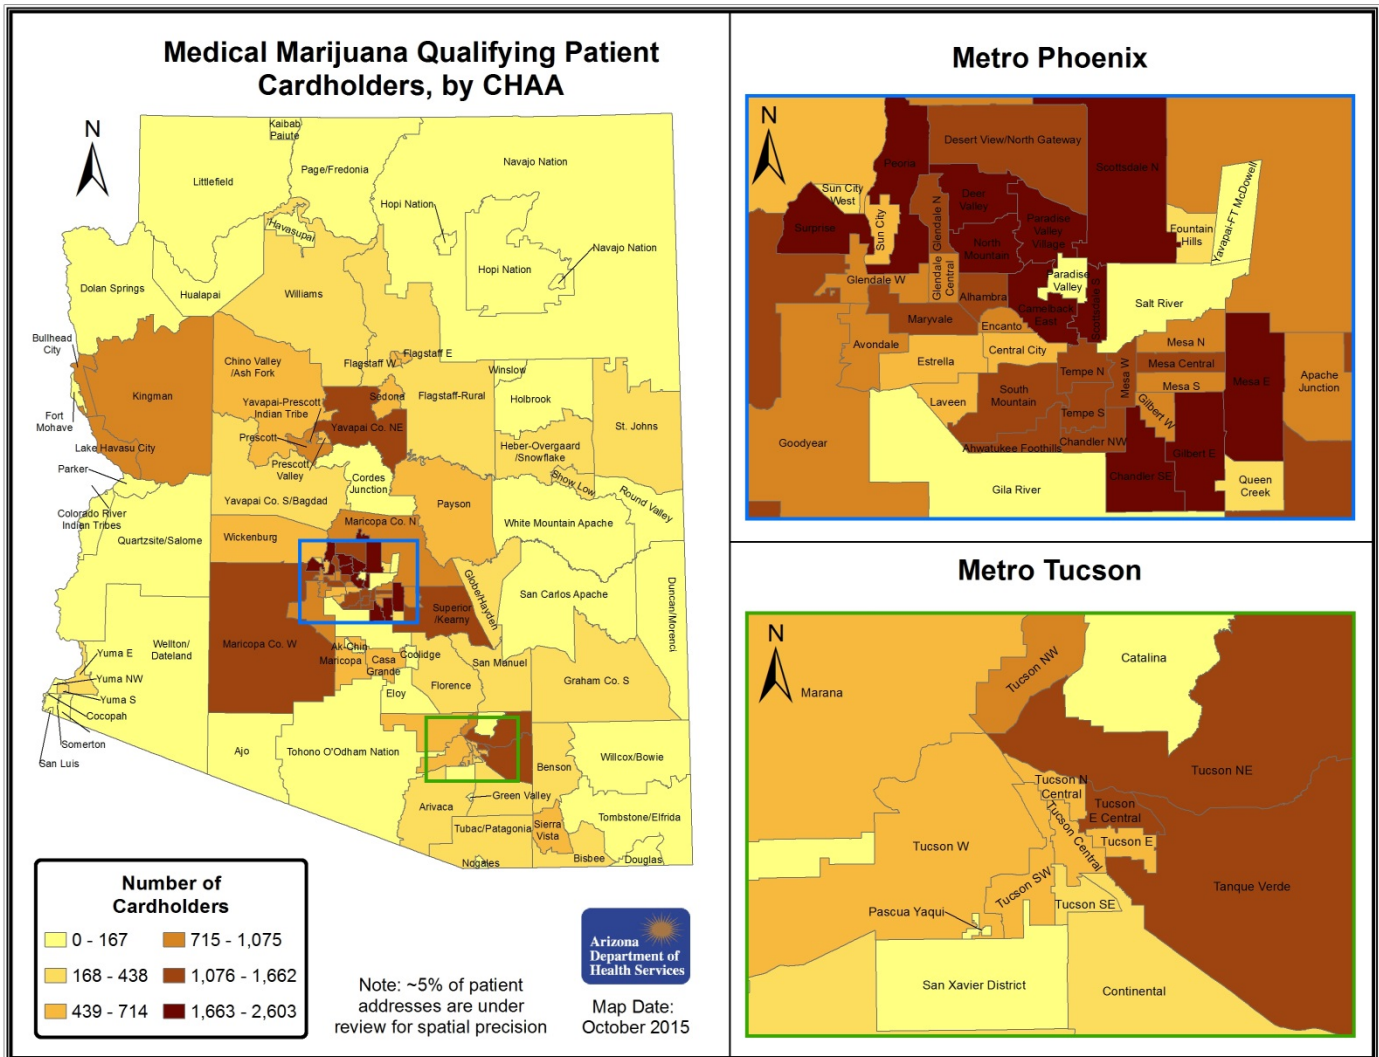 Medical Marijuana Qualifying Patient
Cardholders, by CHAA
N
Kaibab
Paiute
Navajo Nation
Page/Fredonia
Littlefield
Hopi Nation
Havasupai
Navajo Nation
Hopi Nation
Dolan Springs
Hualapai
Williams
Bullhead
City
Flagstaff E
Chino Valley
/Ash Fork
Flagstaff W
Winslow
Kingman
Yavapai-Prescott
Indian Tribe
Sedona
Flagstaff-Rural
Holbrook
Fort
Mohave
Yavapai Co. NE
St. Johns
Prescott
Lake Havasu City
Heber-Overgaard
/Snowflake
Prescott
Valley
Parker
Cordes
Junction
Show Low
Yavapai Co. S/Bagdad
Payson
Round Valley
Colorado River
Indian Tribes
Maricopa Co. N
White Mountain Apache
Quartzsite/Salome
Wickenburg
Globe/Hayden
San Carlos Apache
Duncan/Morenci
Superior
/Kearny
Wellton/
Dateland
Maricopa Co. W
Ak-Chin
Yuma E
Maricopa
Casa
Grande
Coolidge
San Manuel
Yuma NW
Florence
Graham Co. S
Eloy
Yuma S
Cocopah
Somerton
Ajo
Tohono O'Odham Nation
San Luis
Benson
Willcox/Bowie
Green Valley
Arivaca
Tombstone/Elfrida
Tubac/Patagonia
Sierra
Vista
Nogales
Bisbee
Douglas
Number of
Cardholders
0 - 167
715 - 1,075
168 - 438
1,076 - 1,662
439 - 714
1,663 - 2,603
Note: ~5% of patient
addresses are under
review for spatial precision
Arizona
Department of
Health Services
Map Date:
October 2015
Metro Phoenix
N
Desert View/North Gateway
Peoria
Scottsdale N
Sun City
West
Deer
Valley
Yavapai-FT McDowell
Sun City
Glendale N
Paradise
Valley
Village
Surprise
Fountain
Hills
North
Mountain
Glendale
Central
Glendale W
Paradise
Valley
Alhambra
Scottsdale S
Salt River
Camelback
East
Maryvale
Encanto
Avondale
Mesa N
Central City
Estrella
Mesa Central
Tempe N
Mesa W
Mesa E
Apache
Junction
Mesa S
South
Mountain
Laveen
Gilbert W
Tempe S
Goodyear
Ahwatukee Foothills
Chandler NW
Gilbert E
Chandler SE
Queen
Creek
Gila River
Metro Tucson
N
Tucson NW
Catalina
Marana
Tucson NE
Tucson N
Central
Tucson
E Central
Tucson Central
Tucson E
Tucson W
Tucson SW
Tanque Verde
Tucson SE
Pascua Yaqui
San Xavier District
Continental